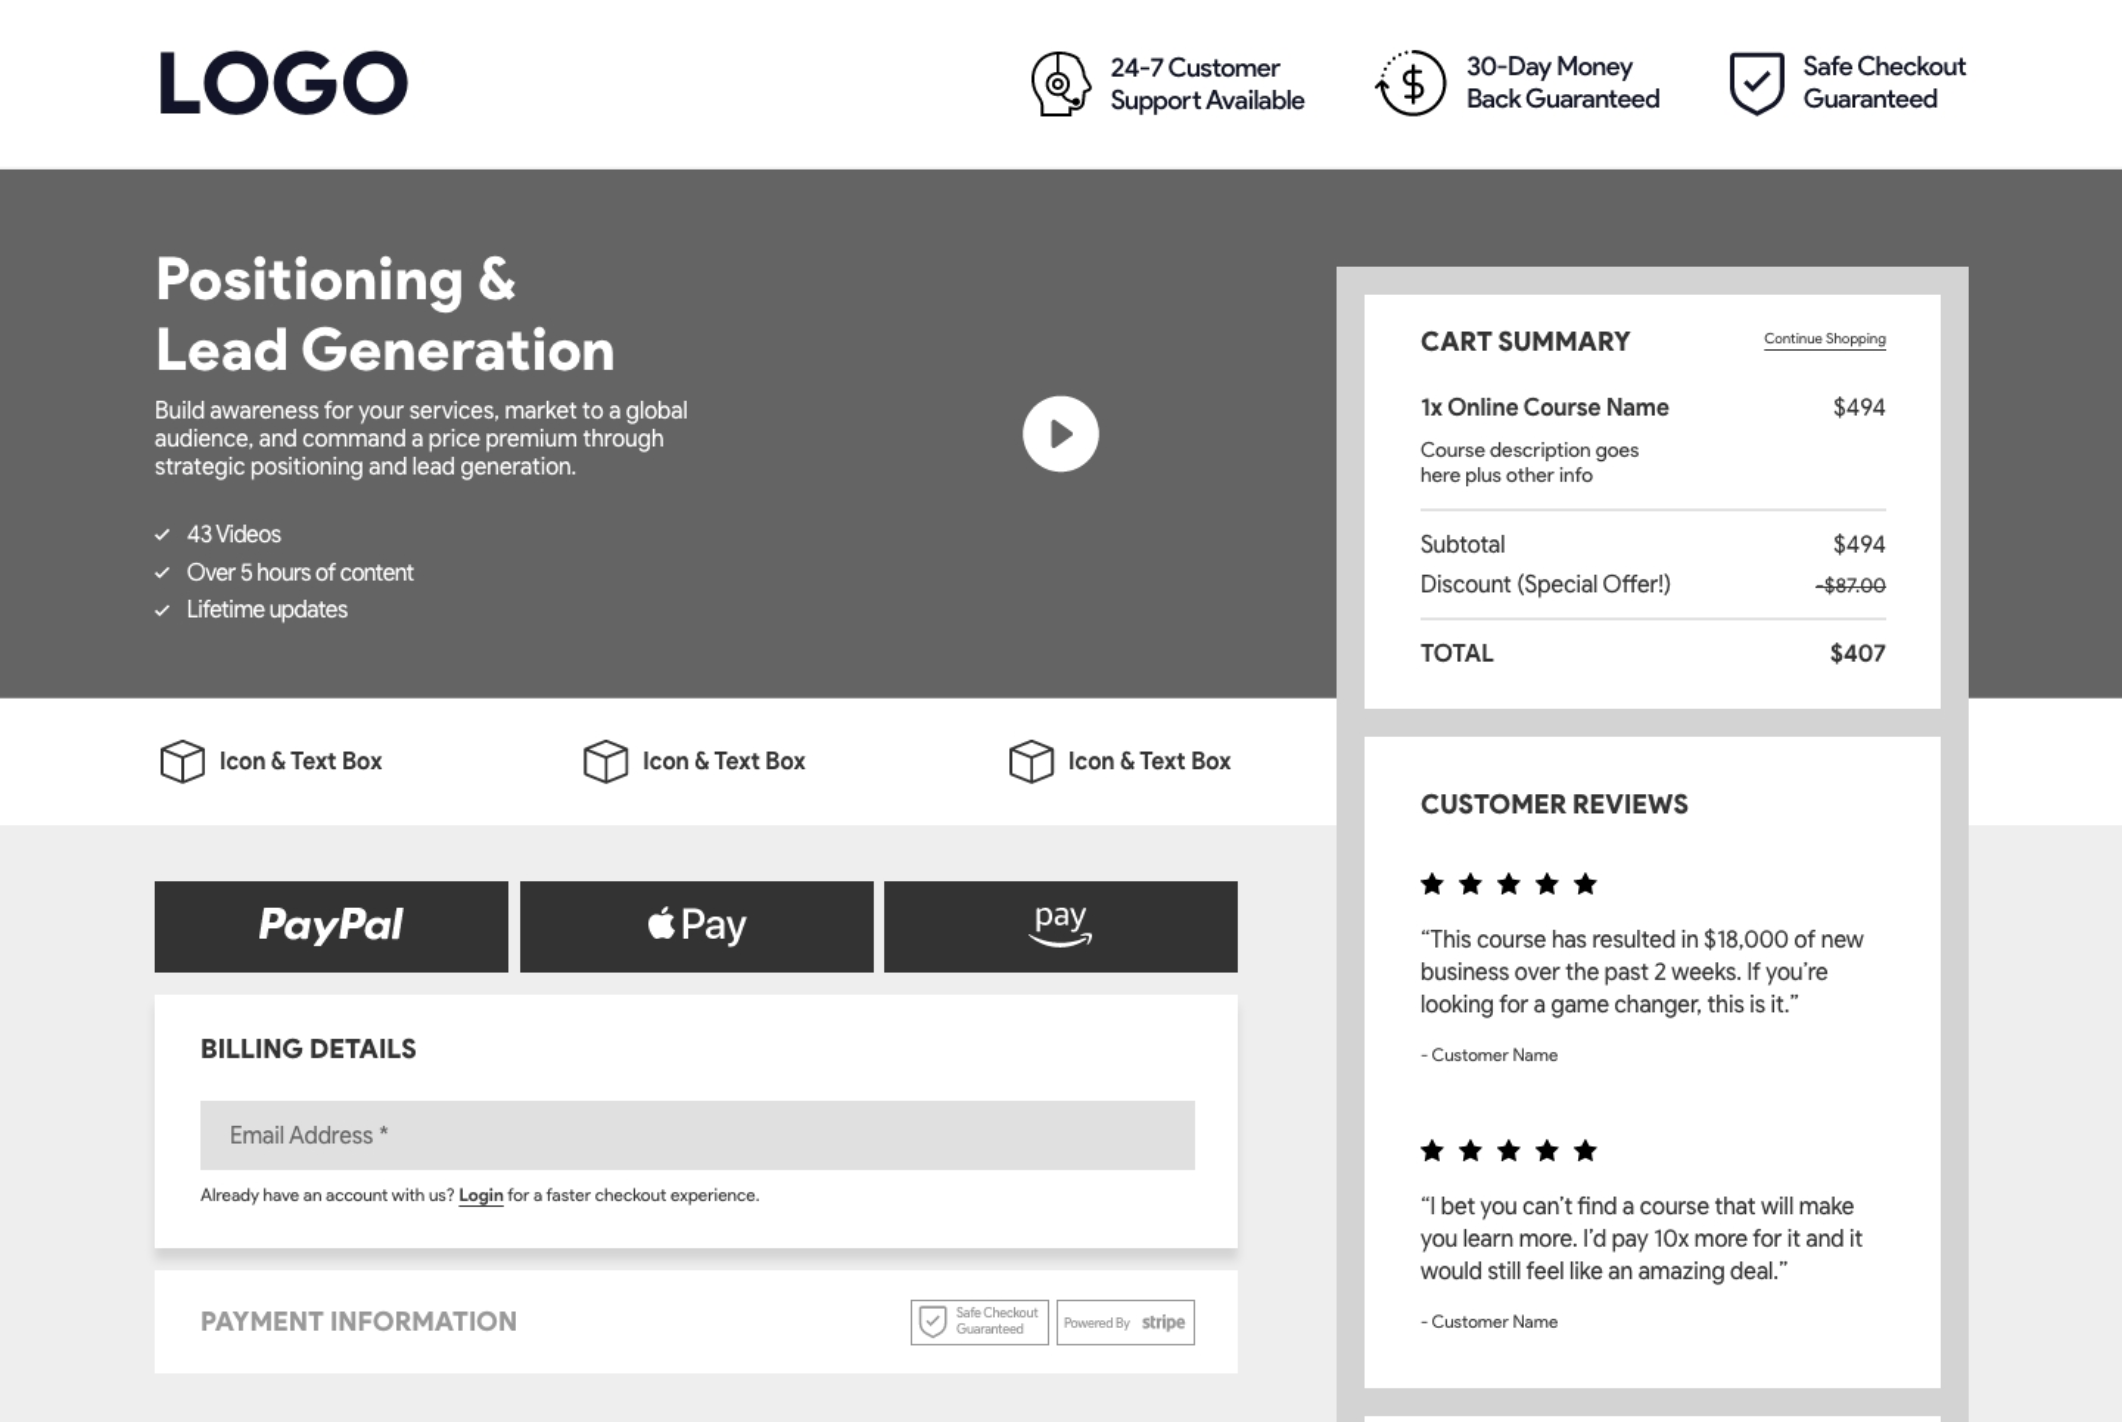 LOGO
24-7 Customer
Support Available
30-Day Money
Back Guaranteed
Safe Checkout
Guaranteed
Positioning &
Lead Generation
Build awareness for your services, market to a global
audience, and command a price premium through
strategic positioning and lead generation.
43 Videos
Over 5 hours of content
Lifetime updates
CART SUMMARY
Continue Shopping
1x Online Course Name $494
Course description goes
here plus other info
Subtotal $494
Discount (Special Offer!) -$87.00
TOTAL $407
Icon & Text Box
Icon & Text Box
Icon & Text Box
PayPal
Pay
pay
BILLING DETAILS
Email Address *
Already have an account with us? Login for a faster checkout experience.
PAYMENT INFORMATION
Safe Checkout
Guaranteed
Powered By stripe
CUSTOMER REVIEWS
“This course has resulted in $18,000 of new
business over the past 2 weeks. If you’re
looking for a game changer, this is it.”
- Customer Name
“I bet you can’t find a course that will make
you learn more. I’d pay 10x more for it and it
would still feel like an amazing deal.”
- Customer Name